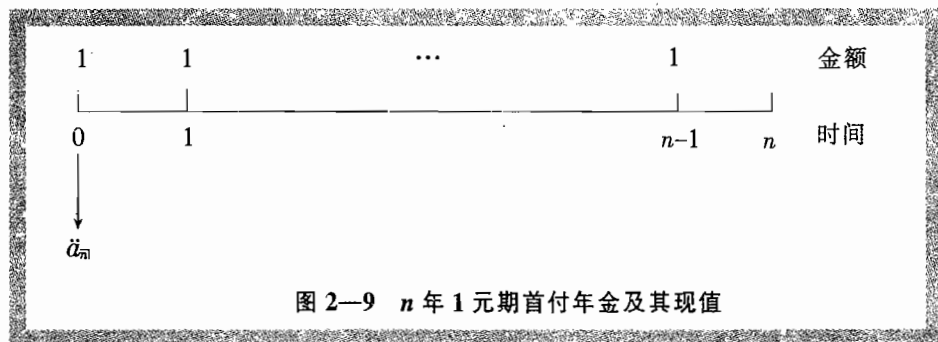 1 1 … 1 金额
0 1 n-1 n 时间
ä_n̅|
图 2—9 n 年 1 元期首付年金及其现值